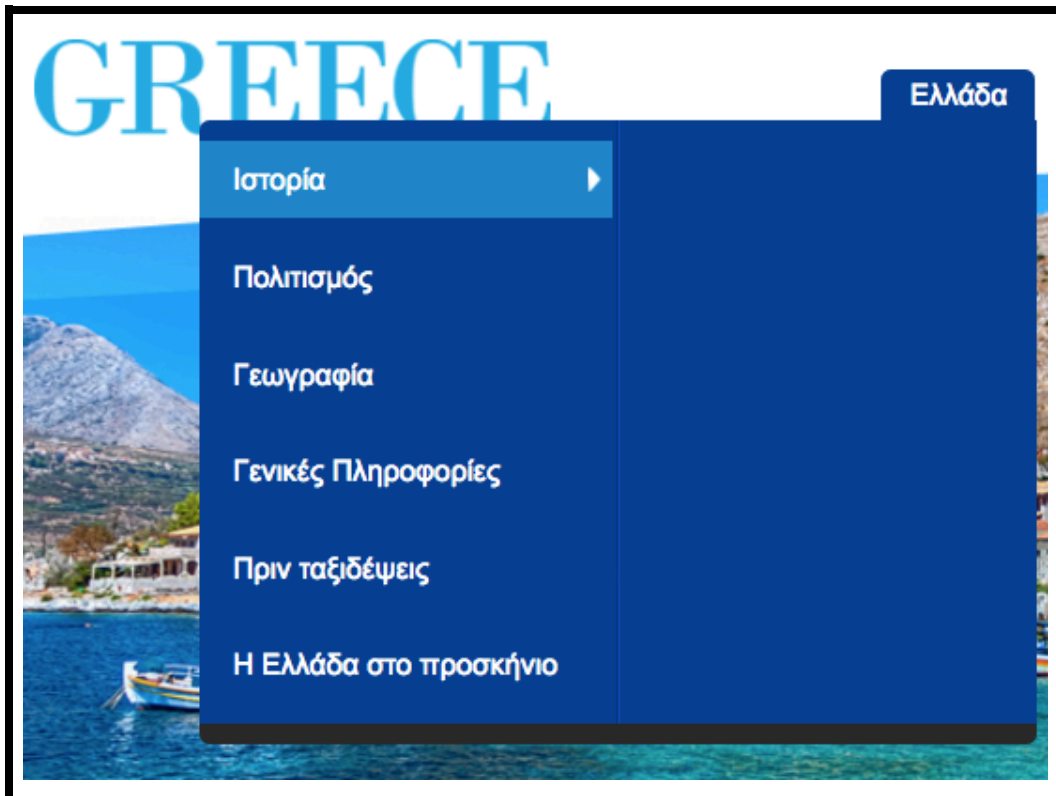 GREECE
Ελλάδα
Ιστορία
Πολιτισμός
Γεωγραφία
Γενικές Πληροφορίες
Πριν ταξιδέψεις
Η Ελλάδα στο προσκήνιο